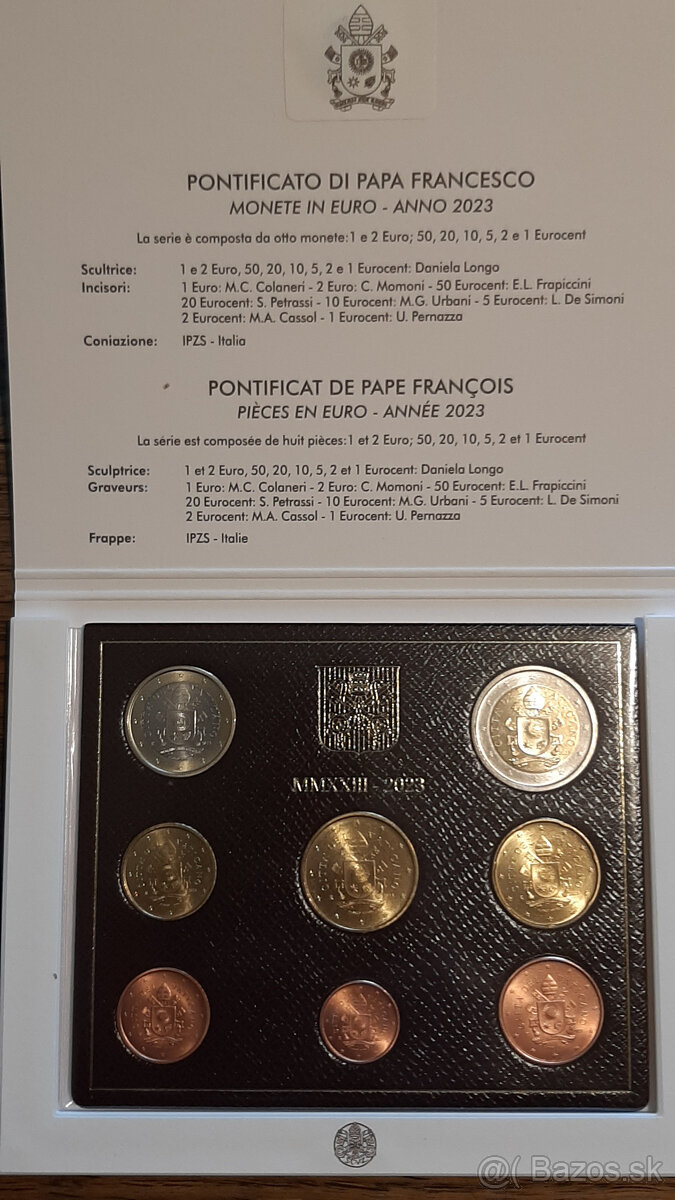 PONTIFICATO DI PAPA FRANCESCO
MONETE IN EURO - ANNO 2023
La serie è composta da otto monete: 1 e 2 Euro; 50, 20, 10, 5, 2 e 1 Eurocent
Scultrice: 1 e 2 Euro, 50, 20, 10, 5, 2 e 1 Eurocent: Daniela Longo
Incisori: 1 Euro: M.C. Colaneri - 2 Euro: C. Momoni - 50 Eurocent: E.L. Frapiccini
20 Eurocent: S. Petrassi - 10 Eurocent: M.G. Urbani - 5 Eurocent: L. De Simoni
2 Eurocent: M.A. Cassol - 1 Eurocent: U. Pernazza
Coniazione: IPZS - Italia
PONTIFICAT DE PAPE FRANÇOIS
PIÈCES EN EURO - ANNÉE 2023
La série est composée de huit pièces: 1 et 2 Euro; 50, 20, 10, 5, 2 et 1 Eurocent
Sculptrice: 1 et 2 Euro, 50, 20, 10, 5, 2 et 1 Eurocent: Daniela Longo
Graveurs: 1 Euro: M.C. Colaneri - 2 Euro: C. Momoni - 50 Eurocent: E.L. Frapiccini
20 Eurocent: S. Petrassi - 10 Eurocent: M.G. Urbani - 5 Eurocent: L. De Simoni
2 Eurocent: M.A. Cassol - 1 Eurocent: U. Pernazza
Frappe: IPZS - Italie
MMXXIII - 2023
@( Bazos.sk